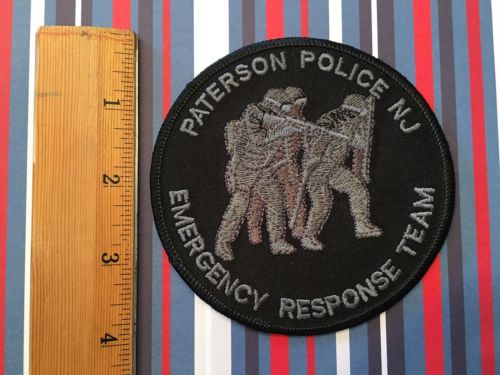 PATERSON POLICE NJ
EMERGENCY RESPONSE TEAM
1
2
3
4